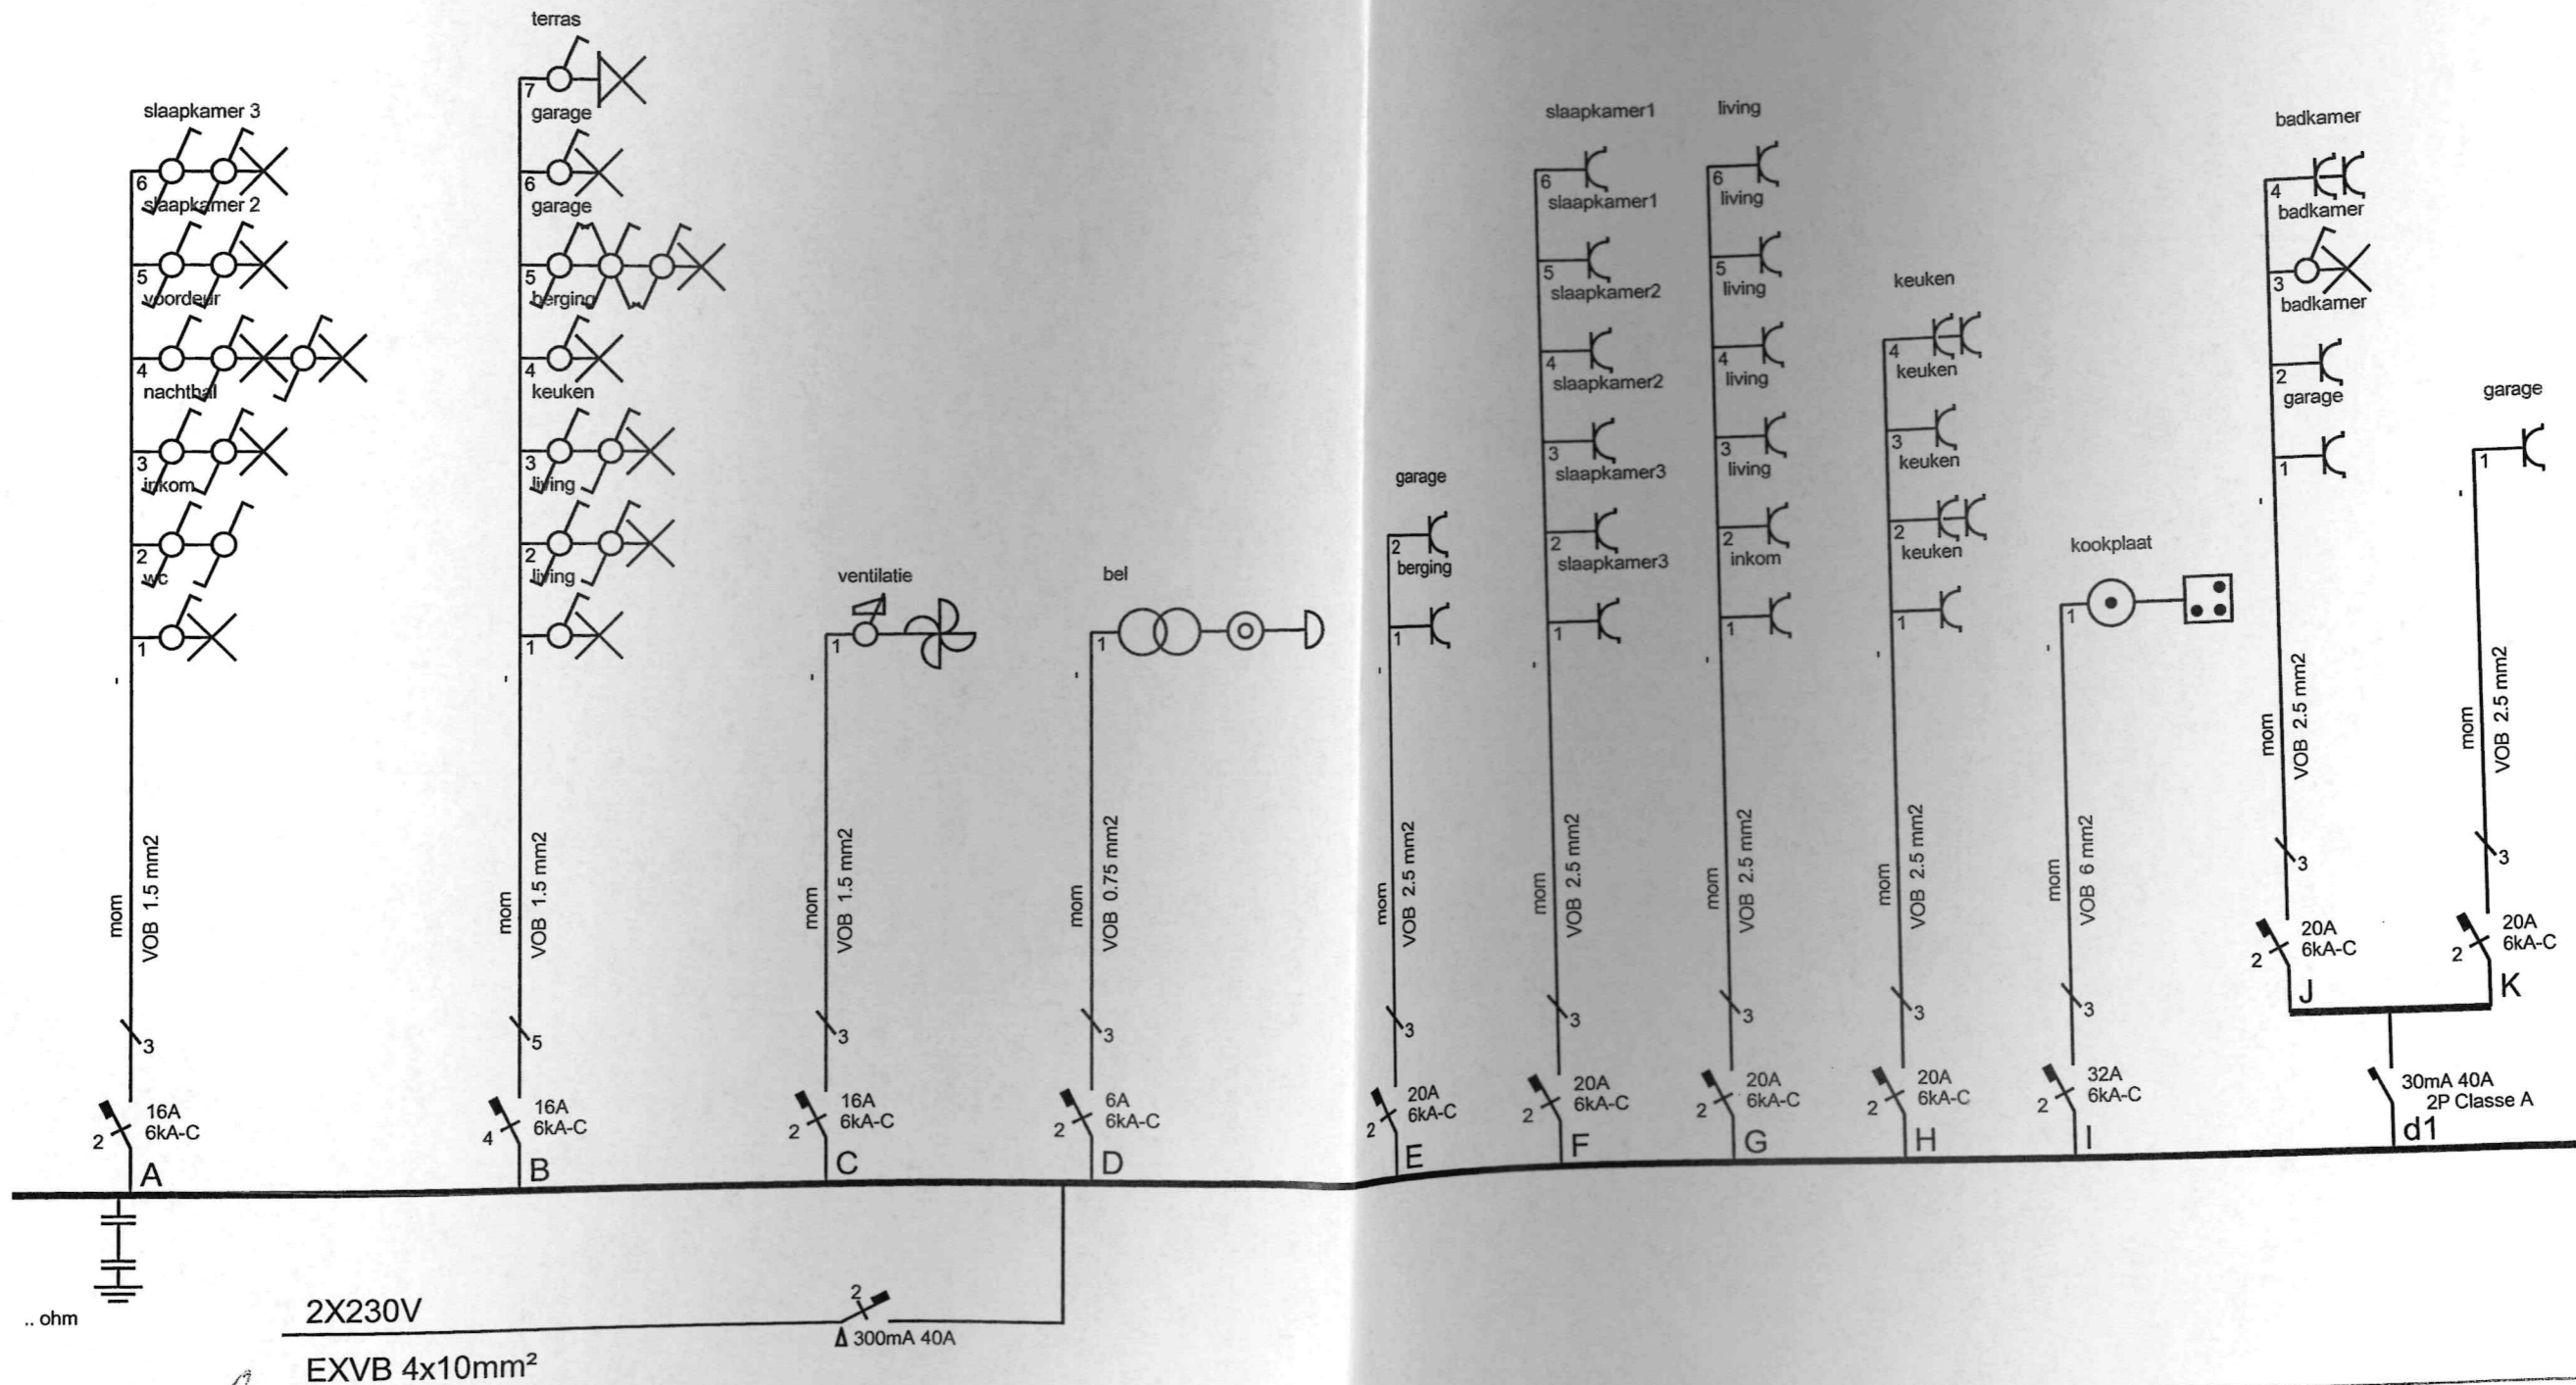 slaapkamer 3
6
slaapkamer 2
5
voordeur
4
nachthal
3
inkom
2
wc
1
-
mom
VOB 1.5 mm2
3
16A
6kA-C
2
A
terras
7
garage
6
garage
5
berging
4
keuken
3
living
2
living
1
-
mom
VOB 1.5 mm2
5
16A
6kA-C
4
B
ventilatie
1
-
mom
VOB 1.5 mm2
3
16A
6kA-C
2
C
bel
1
-
mom
VOB 0.75 mm2
3
6A
6kA-C
2
D
garage
2
berging
1
-
mom
VOB 2.5 mm2
3
20A
6kA-C
2
E
slaapkamer1
6
slaapkamer1
5
slaapkamer2
4
slaapkamer2
3
slaapkamer3
2
slaapkamer3
1
-
mom
VOB 2.5 mm2
3
20A
6kA-C
2
F
living
6
living
5
living
4
living
3
living
2
inkom
1
-
mom
VOB 2.5 mm2
3
20A
6kA-C
2
G
keuken
4
keuken
3
keuken
2
keuken
1
-
mom
VOB 2.5 mm2
3
20A
6kA-C
2
H
kookplaat
1
-
mom
VOB 6 mm2
3
32A
6kA-C
2
I
badkamer
4
badkamer
3
badkamer
2
garage
1
-
mom
VOB 2.5 mm2
3
20A
6kA-C
2
J
garage
1
-
mom
VOB 2.5 mm2
3
20A
6kA-C
2
K
30mA 40A
2P Classe A
d1
.. ohm
2X230V
2
Δ 300mA 40A
EXVB 4x10mm²